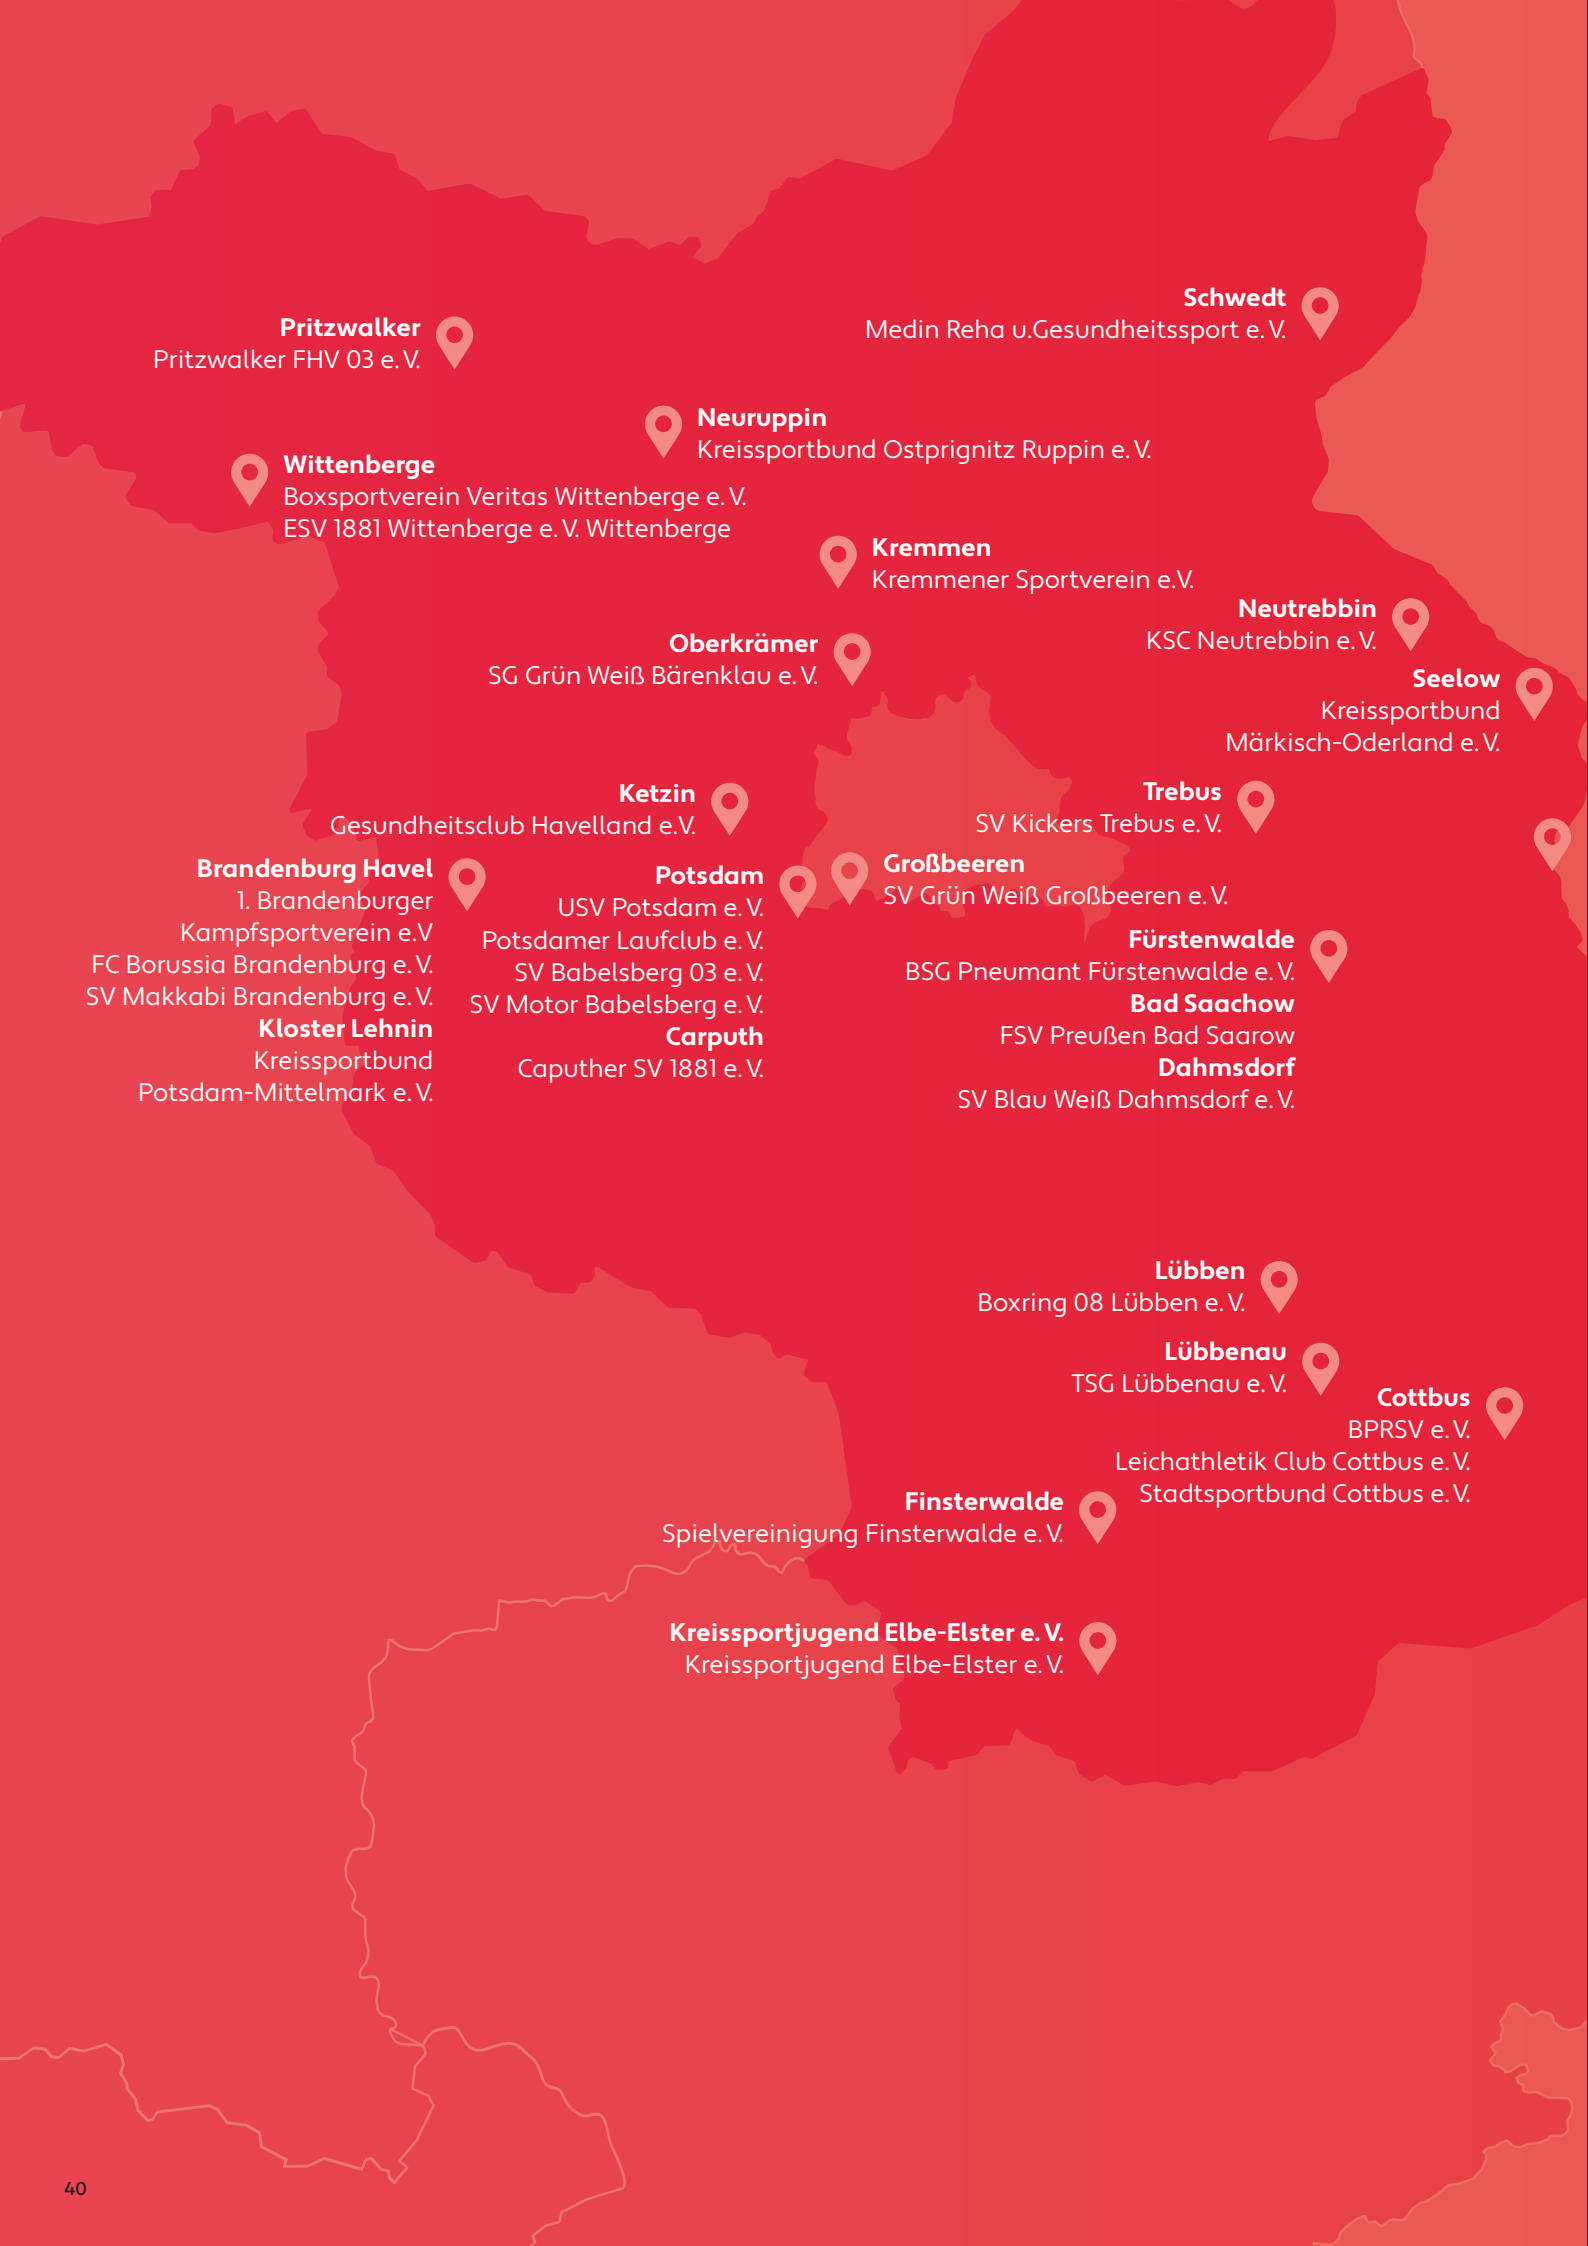 Schwedt
Medin Reha u.Gesundheitssport e. V.
Pritzwalker
Pritzwalker FHV 03 e. V.
Neuruppin
Kreissportbund Ostprignitz Ruppin e. V.
Wittenberge
Boxsportverein Veritas Wittenberge e. V.
ESV 1881 Wittenberge e. V. Wittenberge
Kremmen
Kremmener Sportverein e.V.
Neutrebbin
KSC Neutrebbin e. V.
Oberkrämer
SG Grün Weiß Bärenklau e. V.
Seelow
Kreissportbund
Märkisch-Oderland e. V.
Ketzin
Gesundheitsclub Havelland e.V.
Trebus
SV Kickers Trebus e. V.
Brandenburg Havel
1. Brandenburger
Kampfsportverein e.V
FC Borussia Brandenburg e. V.
SV Makkabi Brandenburg e. V.
Kloster Lehnin
Kreissportbund
Potsdam-Mittelmark e. V.
Potsdam
USV Potsdam e. V.
Potsdamer Laufclub e. V.
SV Babelsberg 03 e. V.
SV Motor Babelsberg e. V.
Carputh
Caputher SV 1881 e. V.
Großbeeren
SV Grün Weiß Großbeeren e. V.
Fürstenwalde
BSG Pneumant Fürstenwalde e. V.
Bad Saachow
FSV Preußen Bad Saarow
Dahmsdorf
SV Blau Weiß Dahmsdorf e. V.
Lübben
Boxring 08 Lübben e. V.
Lübbenau
TSG Lübbenau e. V.
Cottbus
BPRSV e. V.
Leichathletik Club Cottbus e. V.
Stadtsportbund Cottbus e. V.
Finsterwalde
Spielvereinigung Finsterwalde e. V.
Kreissportjugend Elbe-Elster e. V.
Kreissportjugend Elbe-Elster e. V.
40